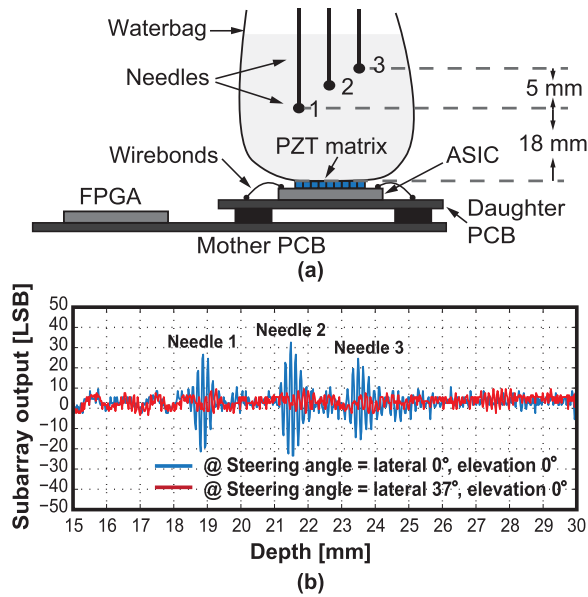 Waterbag
Needles
1
2
3
5 mm
18 mm
PZT matrix
Wirebonds
ASIC
FPGA
Daughter
PCB
Mother PCB
(a)
Subarray output [LSB]
50
40
30
20
10
0
−10
−20
−30
−40
−50
Needle 1
Needle 2
Needle 3
@ Steering angle = lateral 0°, elevation 0°
@ Steering angle = lateral 37°, elevation 0°
15 16 17 18 19 20 21 22 23 24 25 26 27 28 29 30
Depth [mm]
(b)